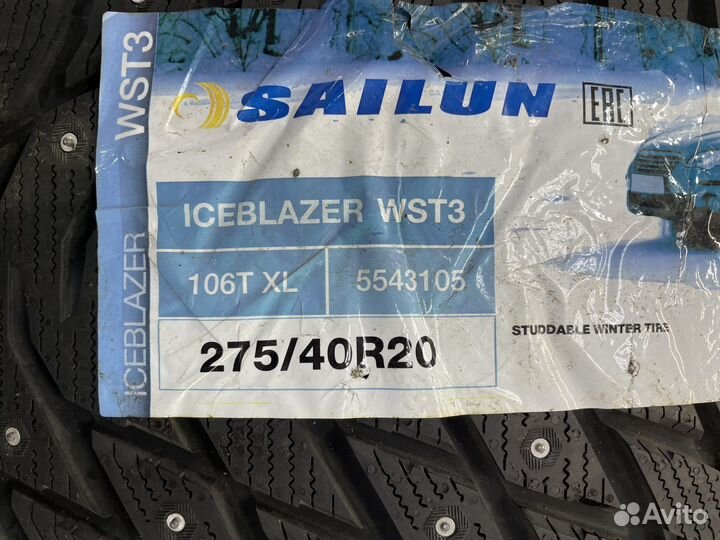 WST3
ICEBLAZER
SAILUN
EAC
ICEBLAZER WST3
106T XL
5543105
275/40R20
STUDDABLE WINTER TIRE
Avito